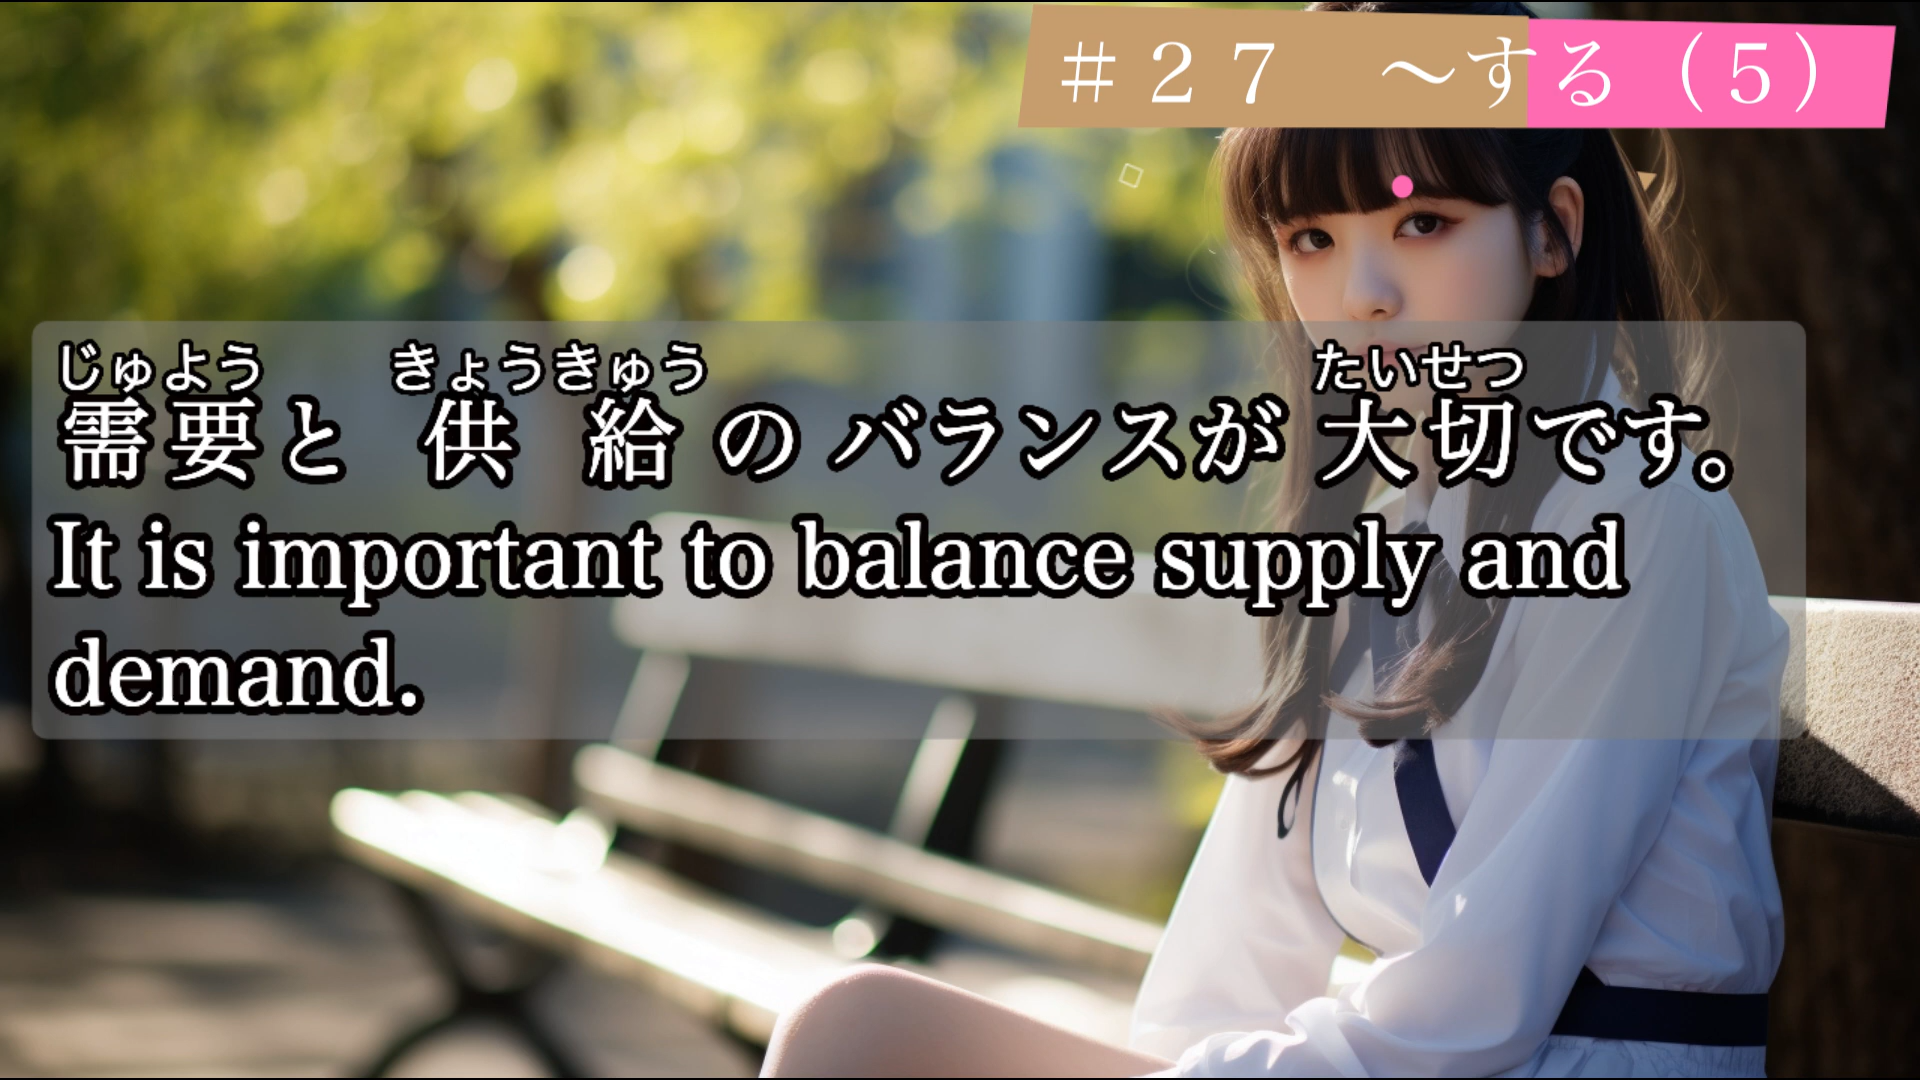 ＃２７　～する（５）
じゅよう きょうきゅう たいせつ
需要と供給のバランスが大切です。
It is important to balance supply and
demand.